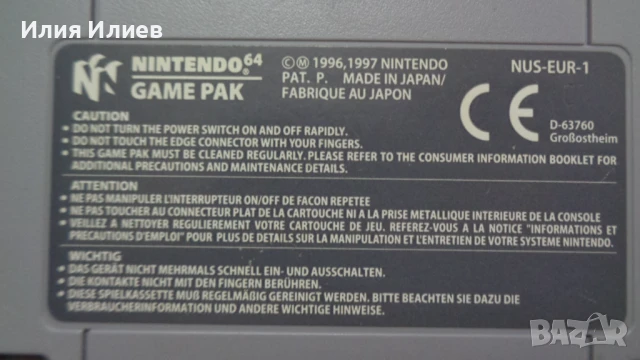 Илия Илиев
NINTENDO 64
GAME PAK
©Ⓜ 1996,1997 NINTENDO
PAT. P. MADE IN JAPAN/
FABRIQUE AU JAPON
NUS-EUR-1
CE
D-63760
Großostheim
CAUTION
• DO NOT TURN THE POWER SWITCH ON AND OFF RAPIDLY.
• DO NOT TOUCH THE EDGE CONNECTOR WITH YOUR FINGERS.
• THIS GAME PAK MUST BE CLEANED REGULARLY. PLEASE REFER TO THE CONSUMER INFORMATION BOOKLET FOR
ADDITIONAL PRECAUTIONS AND MAINTENANCE DETAILS.
ATTENTION
• NE PAS MANIPULER L'INTERRUPTEUR ON/OFF DE FACON REPETEE
• NE PAS TOUCHER AU CONNECTEUR PLAT DE LA CARTOUCHE NI A LA PRISE METALLIQUE INTERIEURE DE LA CONSOLE
• VEUILLEZ A NETTOYER REGULIEREMENT VOTRE CARTOUCHE DE JEU. REFEREZ-VOUS A LA NOTICE "INFORMATIONS ET
PRECAUTIONS D'EMPLOI" POUR PLUS DE DETAILS SUR LA MANIPULATION ET L'ENTRETIEN DE VOTRE SYSTEME NINTENDO.
WICHTIG
• DAS GERÄT NICHT MEHRMALS SCHNELL EIN- UND AUSSCHALTEN.
• DIE KONTAKTE NICHT MIT DEN FINGERN BERÜHREN.
• DIESE SPIELKASSETTE MUß REGELMÄßIG GEREINIGT WERDEN. BITTE BEACHTEN SIE DAZU DIE
VERBRAUCHERINFORMATION UND ANDERE WICHTIGE HINWEISE.
BAZAR
.bg